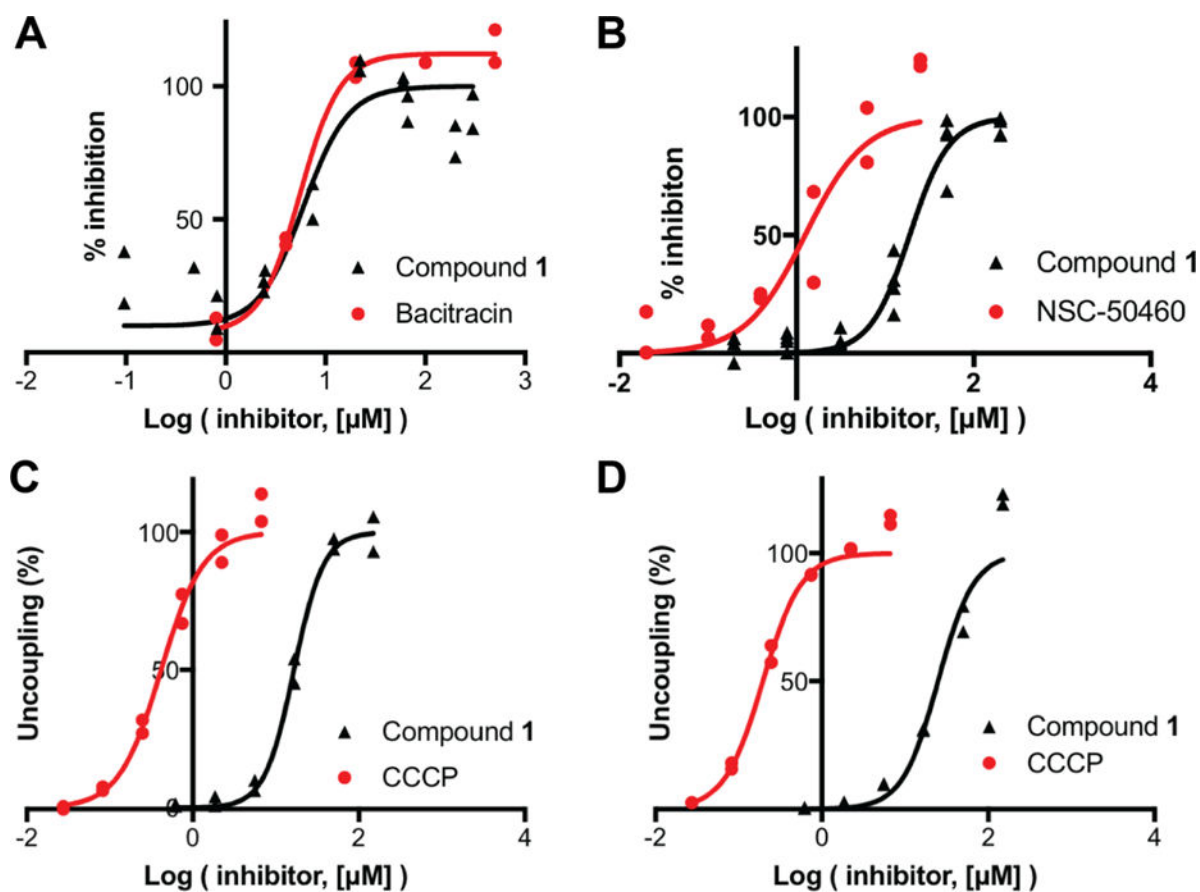 A
% inhibition
100
50
Compound 1
Bacitracin
-2
-1
0
1
2
3
Log ( inhibitor, [µM] )
B
% inhibiton
100
50
Compound 1
NSC-50460
-2
0
2
4
Log ( inhibitor, [µM] )
C
Uncoupling (%)
100
50
0
Compound 1
CCCP
-2
0
2
4
Log ( inhibitor, [µM] )
D
Uncoupling (%)
100
50
Compound 1
CCCP
-2
0
2
4
Log ( inhibitor, [µM] )